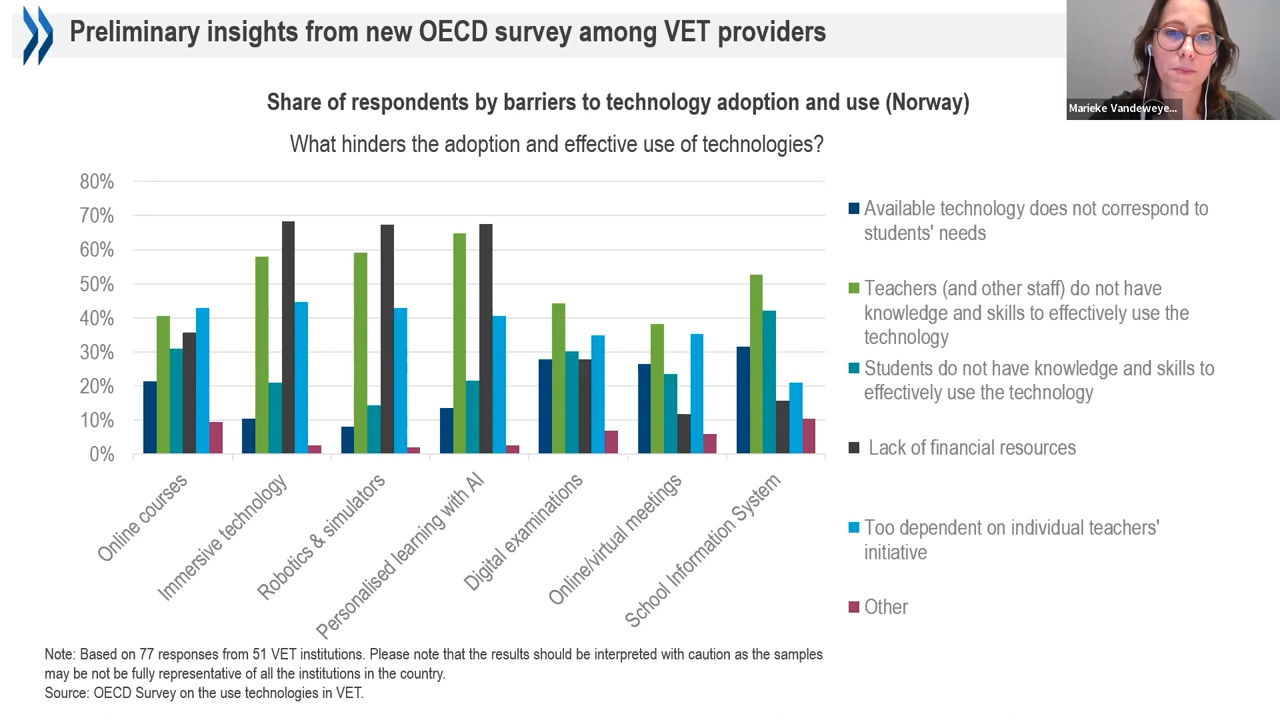 Preliminary insights from new OECD survey among VET providers
Marieke Vandeweye...
Share of respondents by barriers to technology adoption and use (Norway)
What hinders the adoption and effective use of technologies?
80%
70%
60%
50%
40%
30%
20%
10%
0%
Online courses
Immersive technology
Robotics & simulators
Personalised learning with AI
Digital examinations
Online/virtual meetings
School Information System
Available technology does not correspond to
students' needs
Teachers (and other staff) do not have
knowledge and skills to effectively use the
technology
Students do not have knowledge and skills to
effectively use the technology
Lack of financial resources
Too dependent on individual teachers'
initiative
Other
Note: Based on 77 responses from 51 VET institutions. Please note that the results should be interpreted with caution as the samples
may be not be fully representative of all the institutions in the country.
Source: OECD Survey on the use technologies in VET.